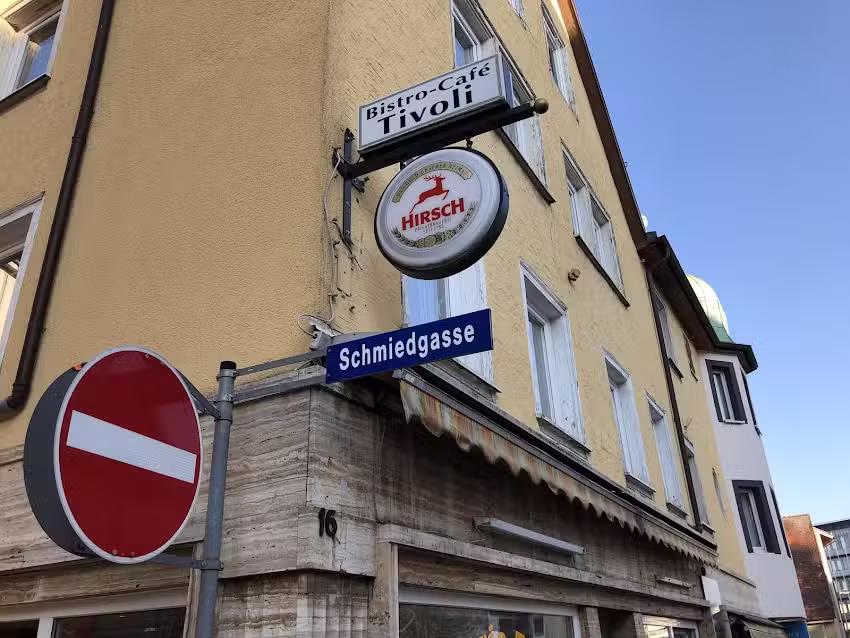 Bistro-Café
Tivoli
HIRSCH
Schmiedgasse
16